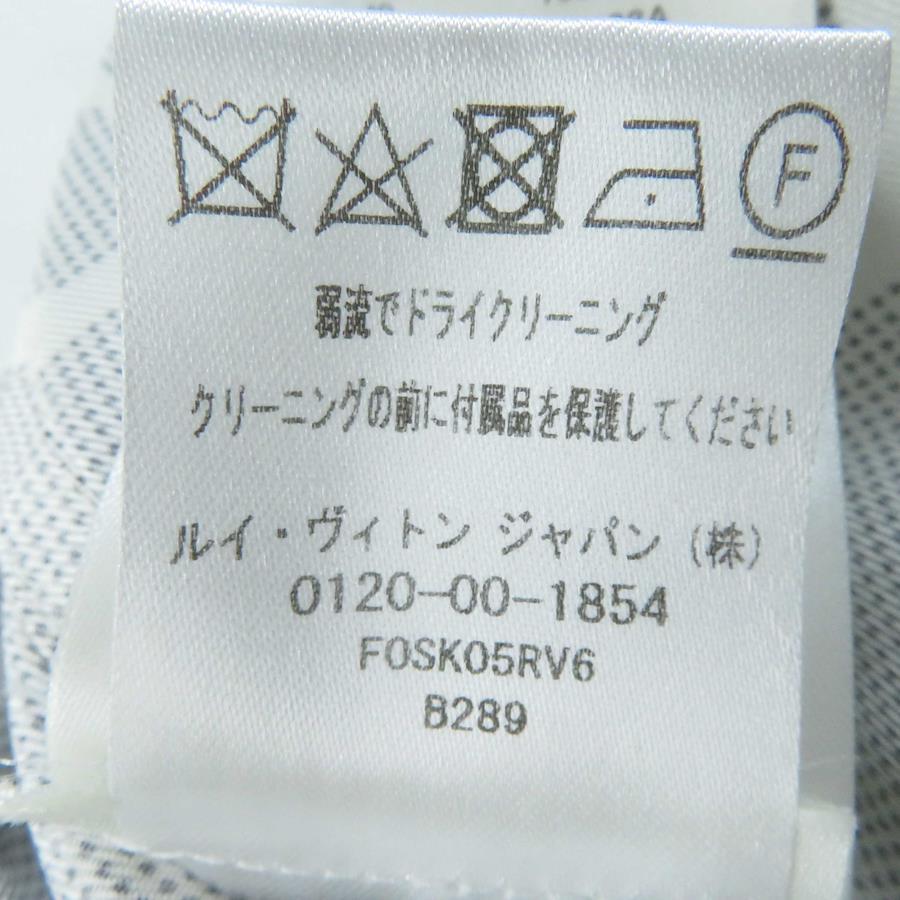 F
弱流でドライクリーニング
クリーニングの前に付属品を保護してください
ルイ・ヴィトン ジャパン (株)
0120-00-1854
F0SK05RV6
B289